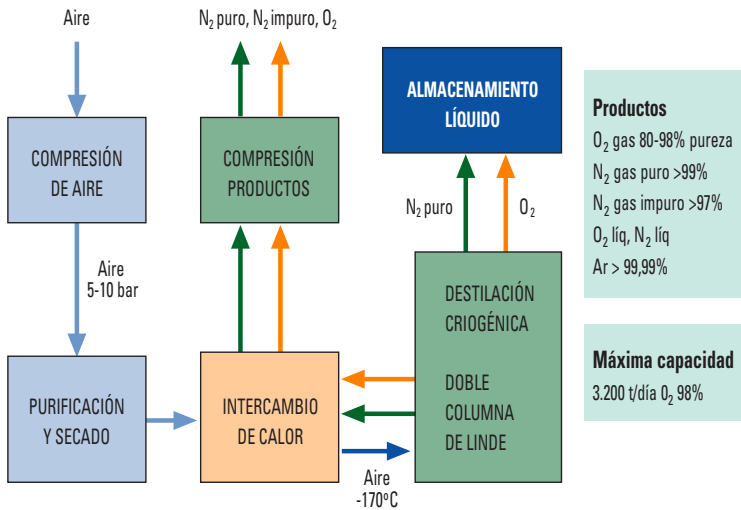 Aire
N₂ puro, N₂ impuro, O₂
COMPRESIÓN
DE AIRE
COMPRESIÓN
PRODUCTOS
ALMACENAMIENTO
LÍQUIDO
N₂ puro
O₂
Aire
5-10 bar
PURIFICACIÓN
Y SECADO
INTERCAMBIO
DE CALOR
Aire
-170ºC
DESTILACIÓN
CRIOGÉNICA
DOBLE
COLUMNA
DE LINDE
Productos
O₂ gas 80-98% pureza
N₂ gas puro >99%
N₂ gas impuro >97%
O₂ líq, N₂ líq
Ar > 99,99%
Máxima capacidad
3.200 t/día 0₂ 98%